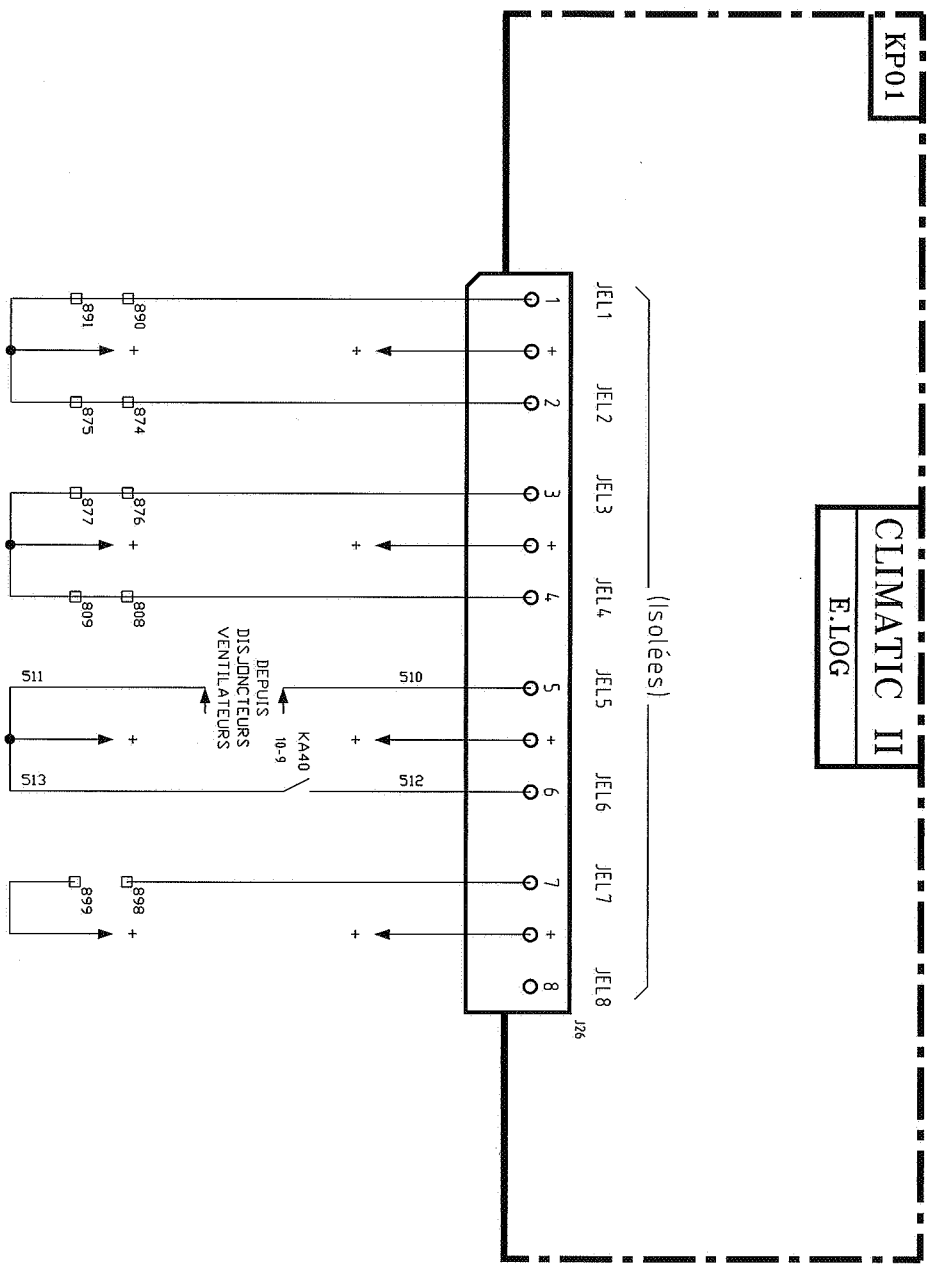 KP01
CLIMATIC II
E.LOG
(Isolées)
JEL1
JEL2
JEL3
JEL4
JEL5
JEL6
JEL7
JEL8
J26
1
+
2
3
+
4
5
+
6
7
+
8
+
+
+
+
510
512
KA40
10-9
DEPUIS
DISJONCTEURS
VENTILATEURS
890
874
876
808
898
+
+
+
+
891
875
877
809
899
511
513